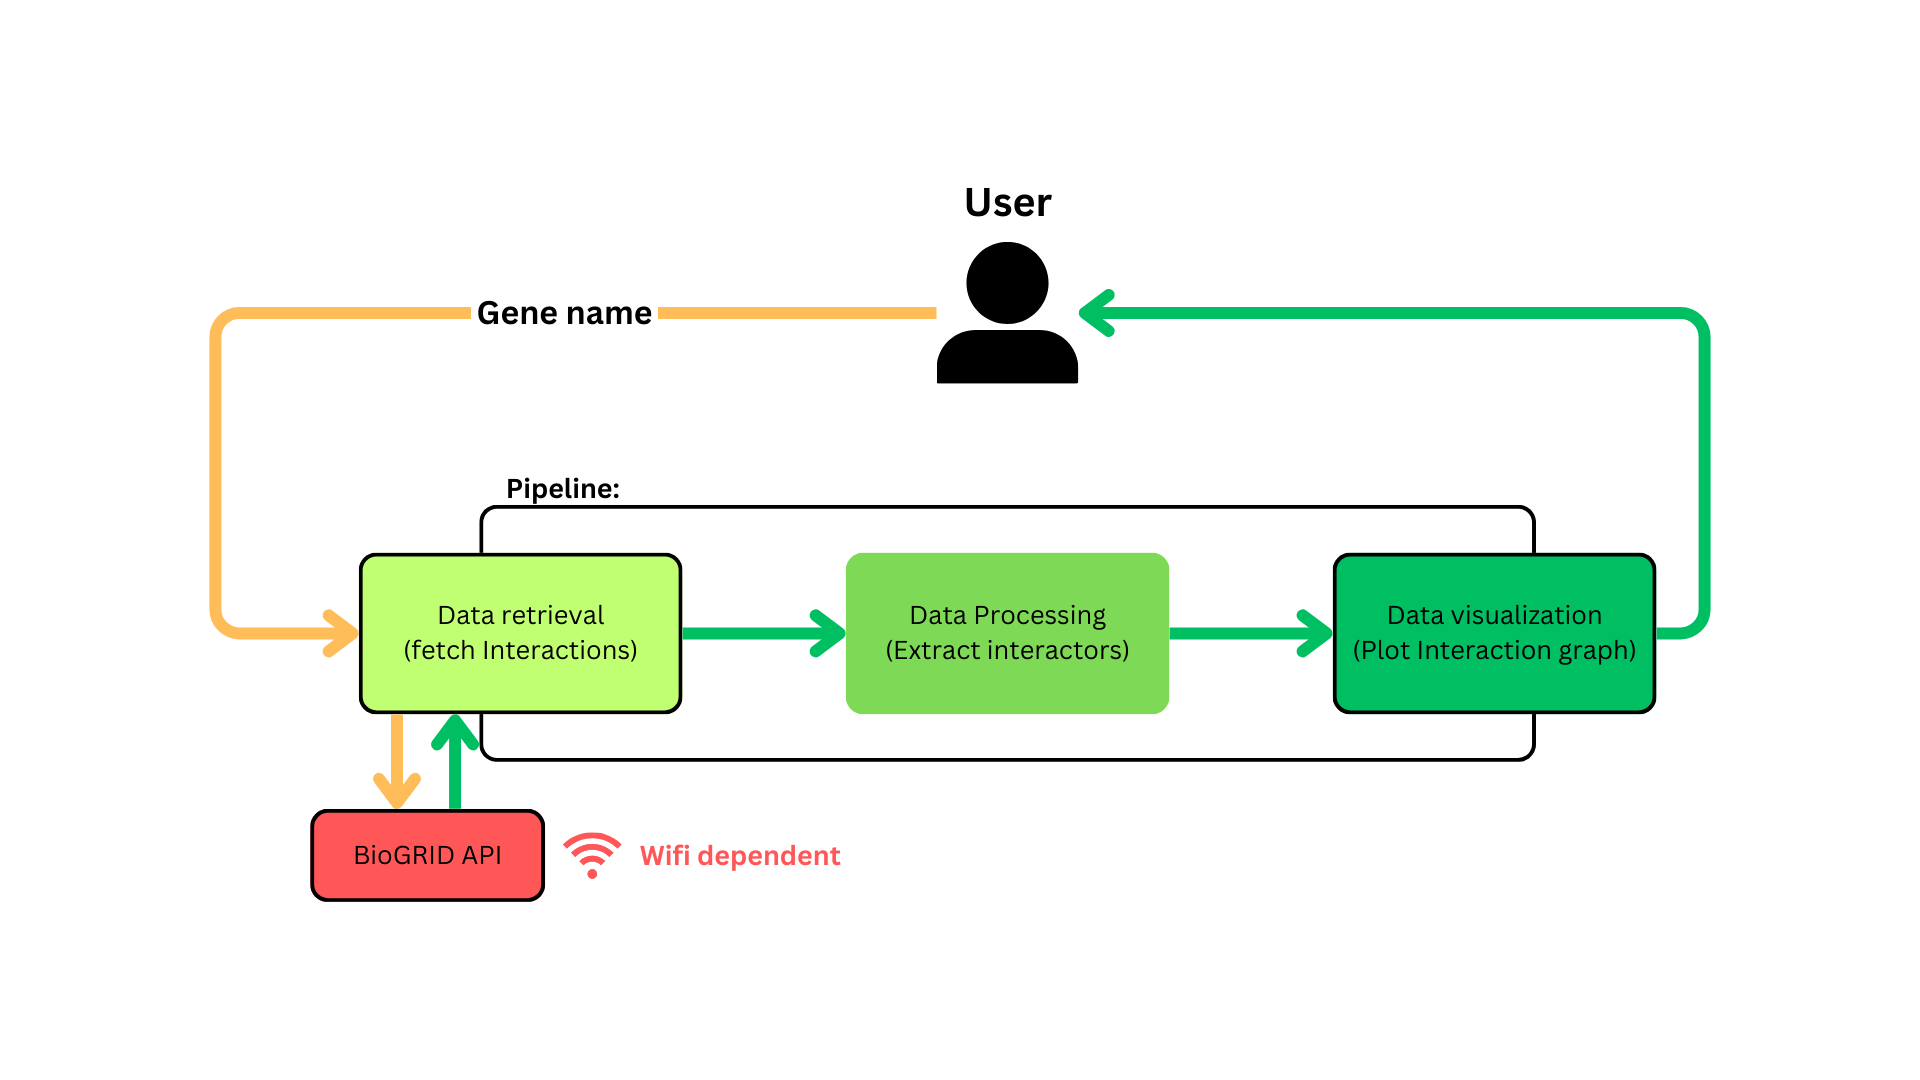 User
Gene name
Pipeline:
Data retrieval
(fetch Interactions)
Data Processing
(Extract interactors)
Data visualization
(Plot Interaction graph)
BioGRID API
Wifi dependent